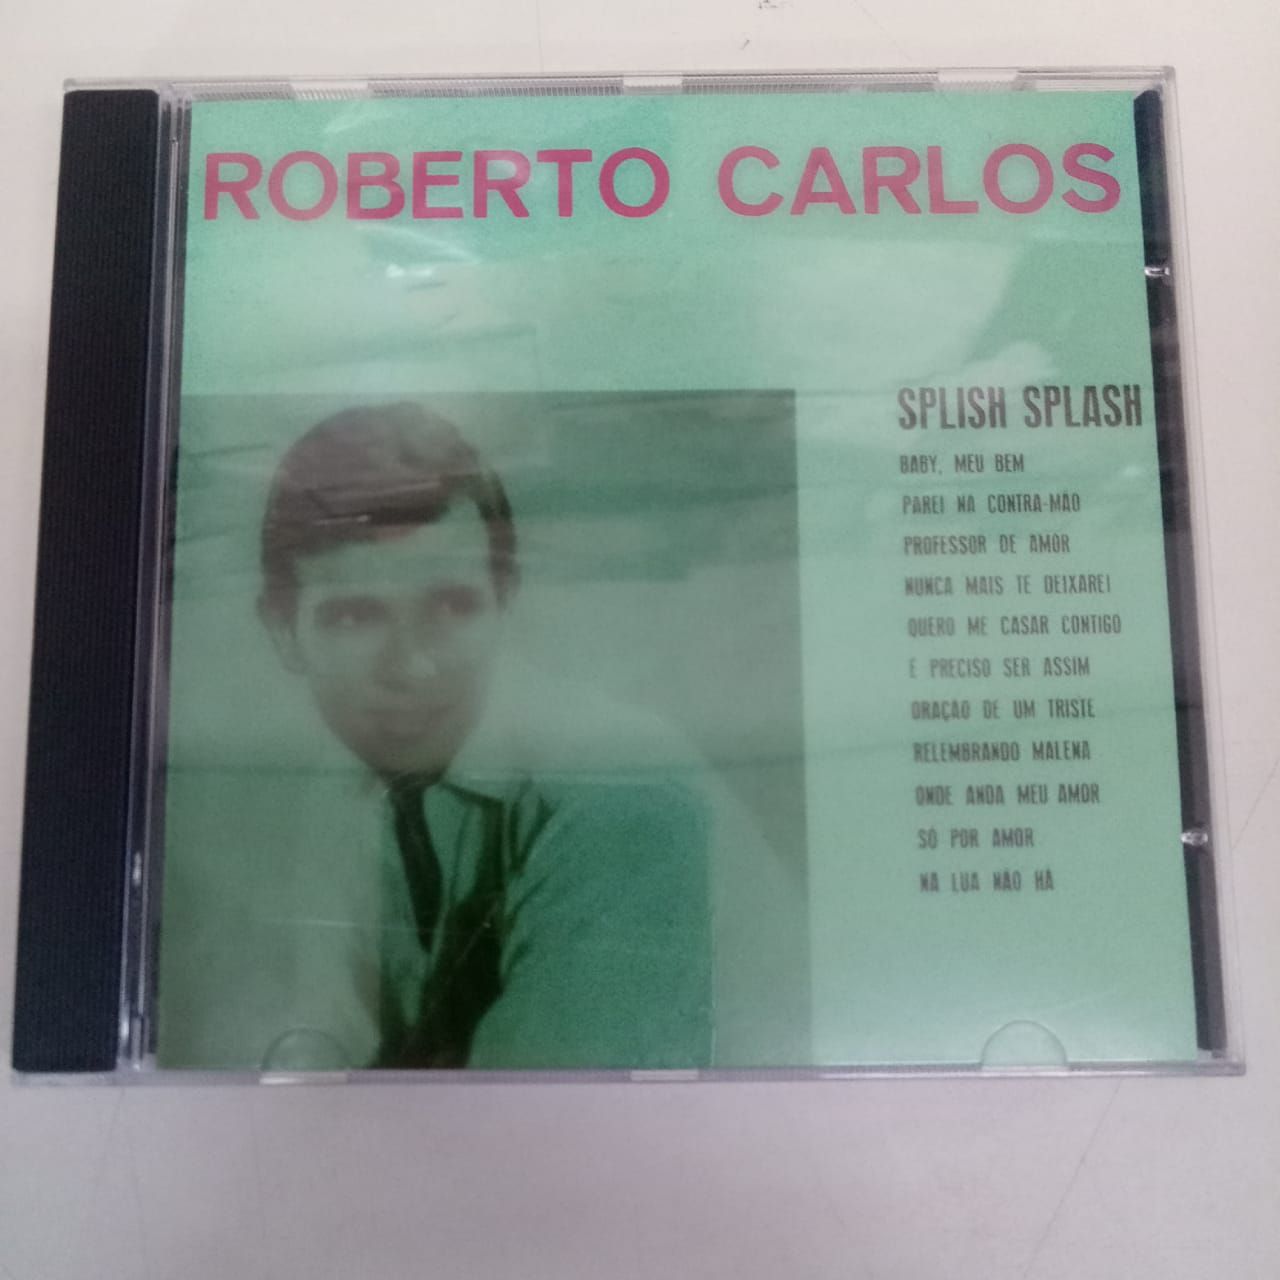 ROBERTO CARLOS
SPLISH SPLASH
BABY, MEU BEM
PAREI NA CONTRA-MÃO
PROFESSOR DE AMOR
NUNCA MAIS TE DEIXAREI
QUERO ME CASAR CONTIGO
É PRECISO SER ASSIM
ORAÇÃO DE UM TRISTE
RELEMBRANDO MALENA
ONDE ANDA MEU AMOR
SÓ POR AMOR
NA LUA NÃO HÁ